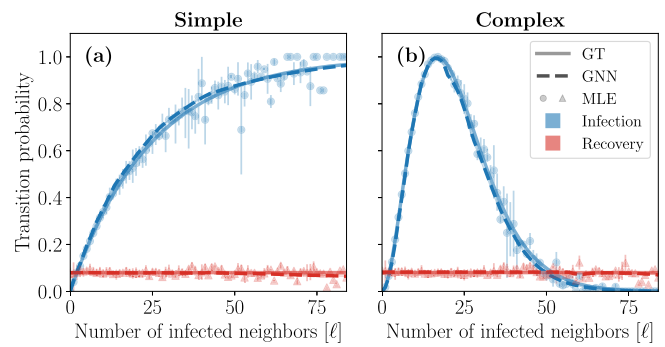 Simple
Complex
Transition probability
(a)
(b)
GT
GNN
MLE
Infection
Recovery
1.0
0.8
0.6
0.4
0.2
0.0
0 25 50 75
0 25 50 75
Number of infected neighbors [ℓ]
Number of infected neighbors [ℓ]